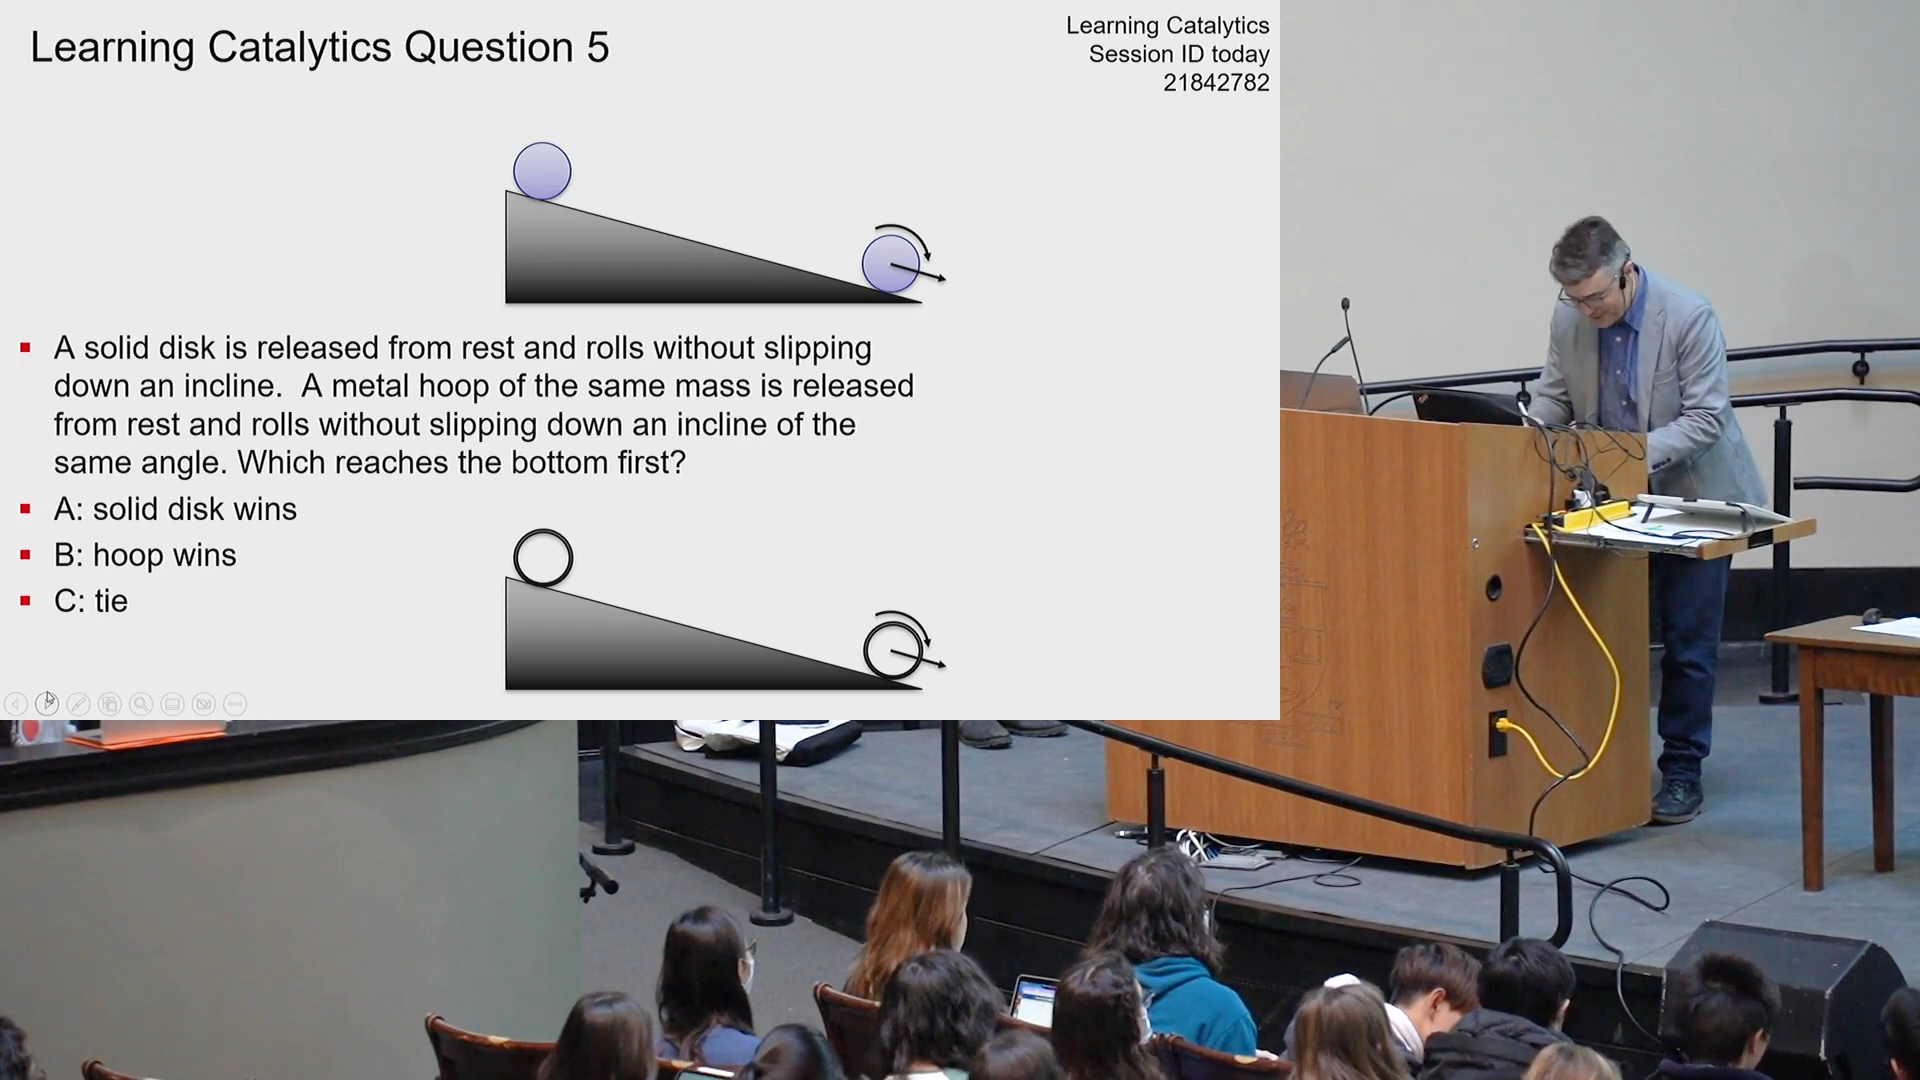 Learning Catalytics Question 5
Learning Catalytics
Session ID today
21842782
A solid disk is released from rest and rolls without slipping
down an incline.  A metal hoop of the same mass is released
from rest and rolls without slipping down an incline of the
same angle. Which reaches the bottom first?
A: solid disk wins
B: hoop wins
C: tie